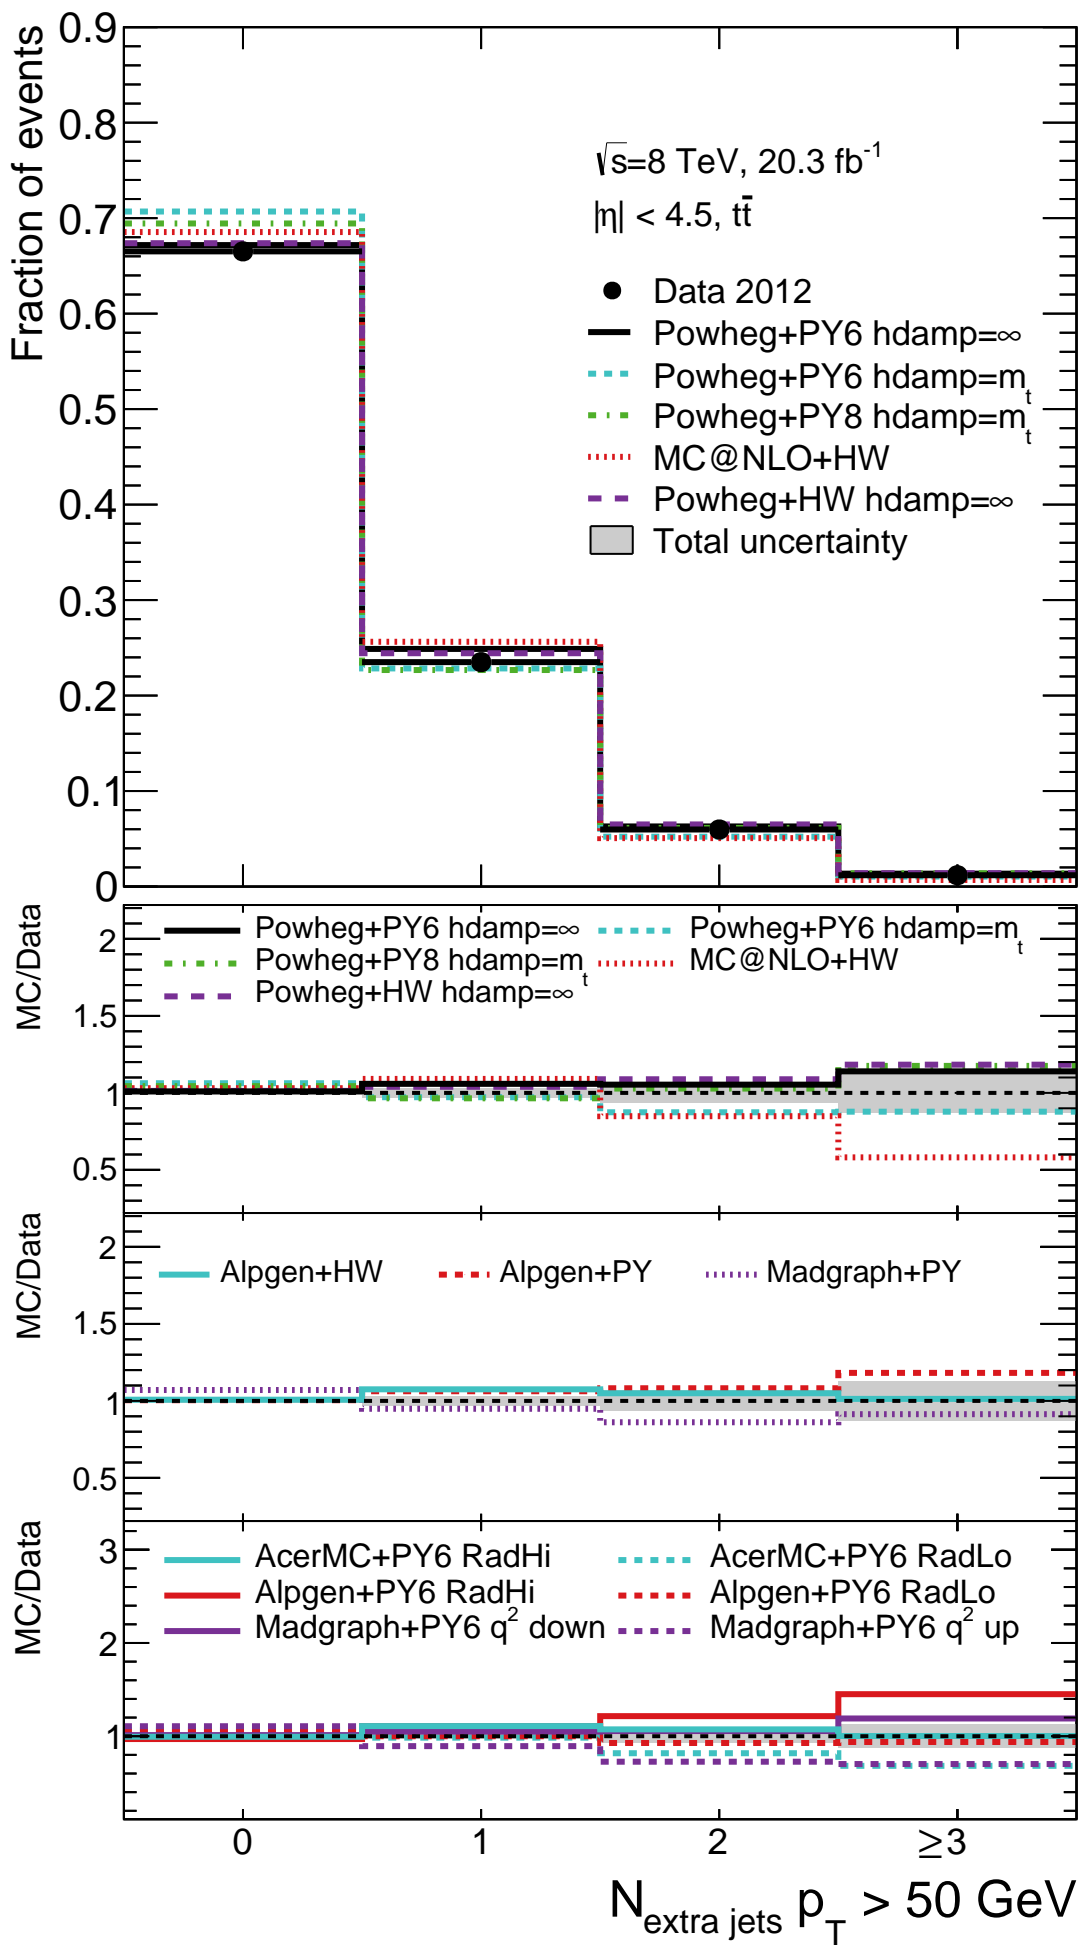 Fraction of events
0.9
0.8
0.7
0.6
0.5
0.4
0.3
0.2
0.1
0
√s=8 TeV, 20.3 fb⁻¹
|η| < 4.5, tt̄
Data 2012
Powheg+PY6 hdamp=∞
Powheg+PY6 hdamp=m_t
Powheg+PY8 hdamp=m_t
MC@NLO+HW
Powheg+HW hdamp=∞
Total uncertainty
MC/Data
2
1.5
1
0.5
Powheg+PY6 hdamp=∞ Powheg+PY6 hdamp=m_t
Powheg+PY8 hdamp=m_t MC@NLO+HW
Powheg+HW hdamp=∞
MC/Data
2
1.5
1
0.5
Alpgen+HW Alpgen+PY Madgraph+PY
MC/Data
3
2
1
AcerMC+PY6 RadHi AcerMC+PY6 RadLo
Alpgen+PY6 RadHi Alpgen+PY6 RadLo
Madgraph+PY6 q² down Madgraph+PY6 q² up
0 1 2 ≥3
N_extra jets p_T > 50 GeV